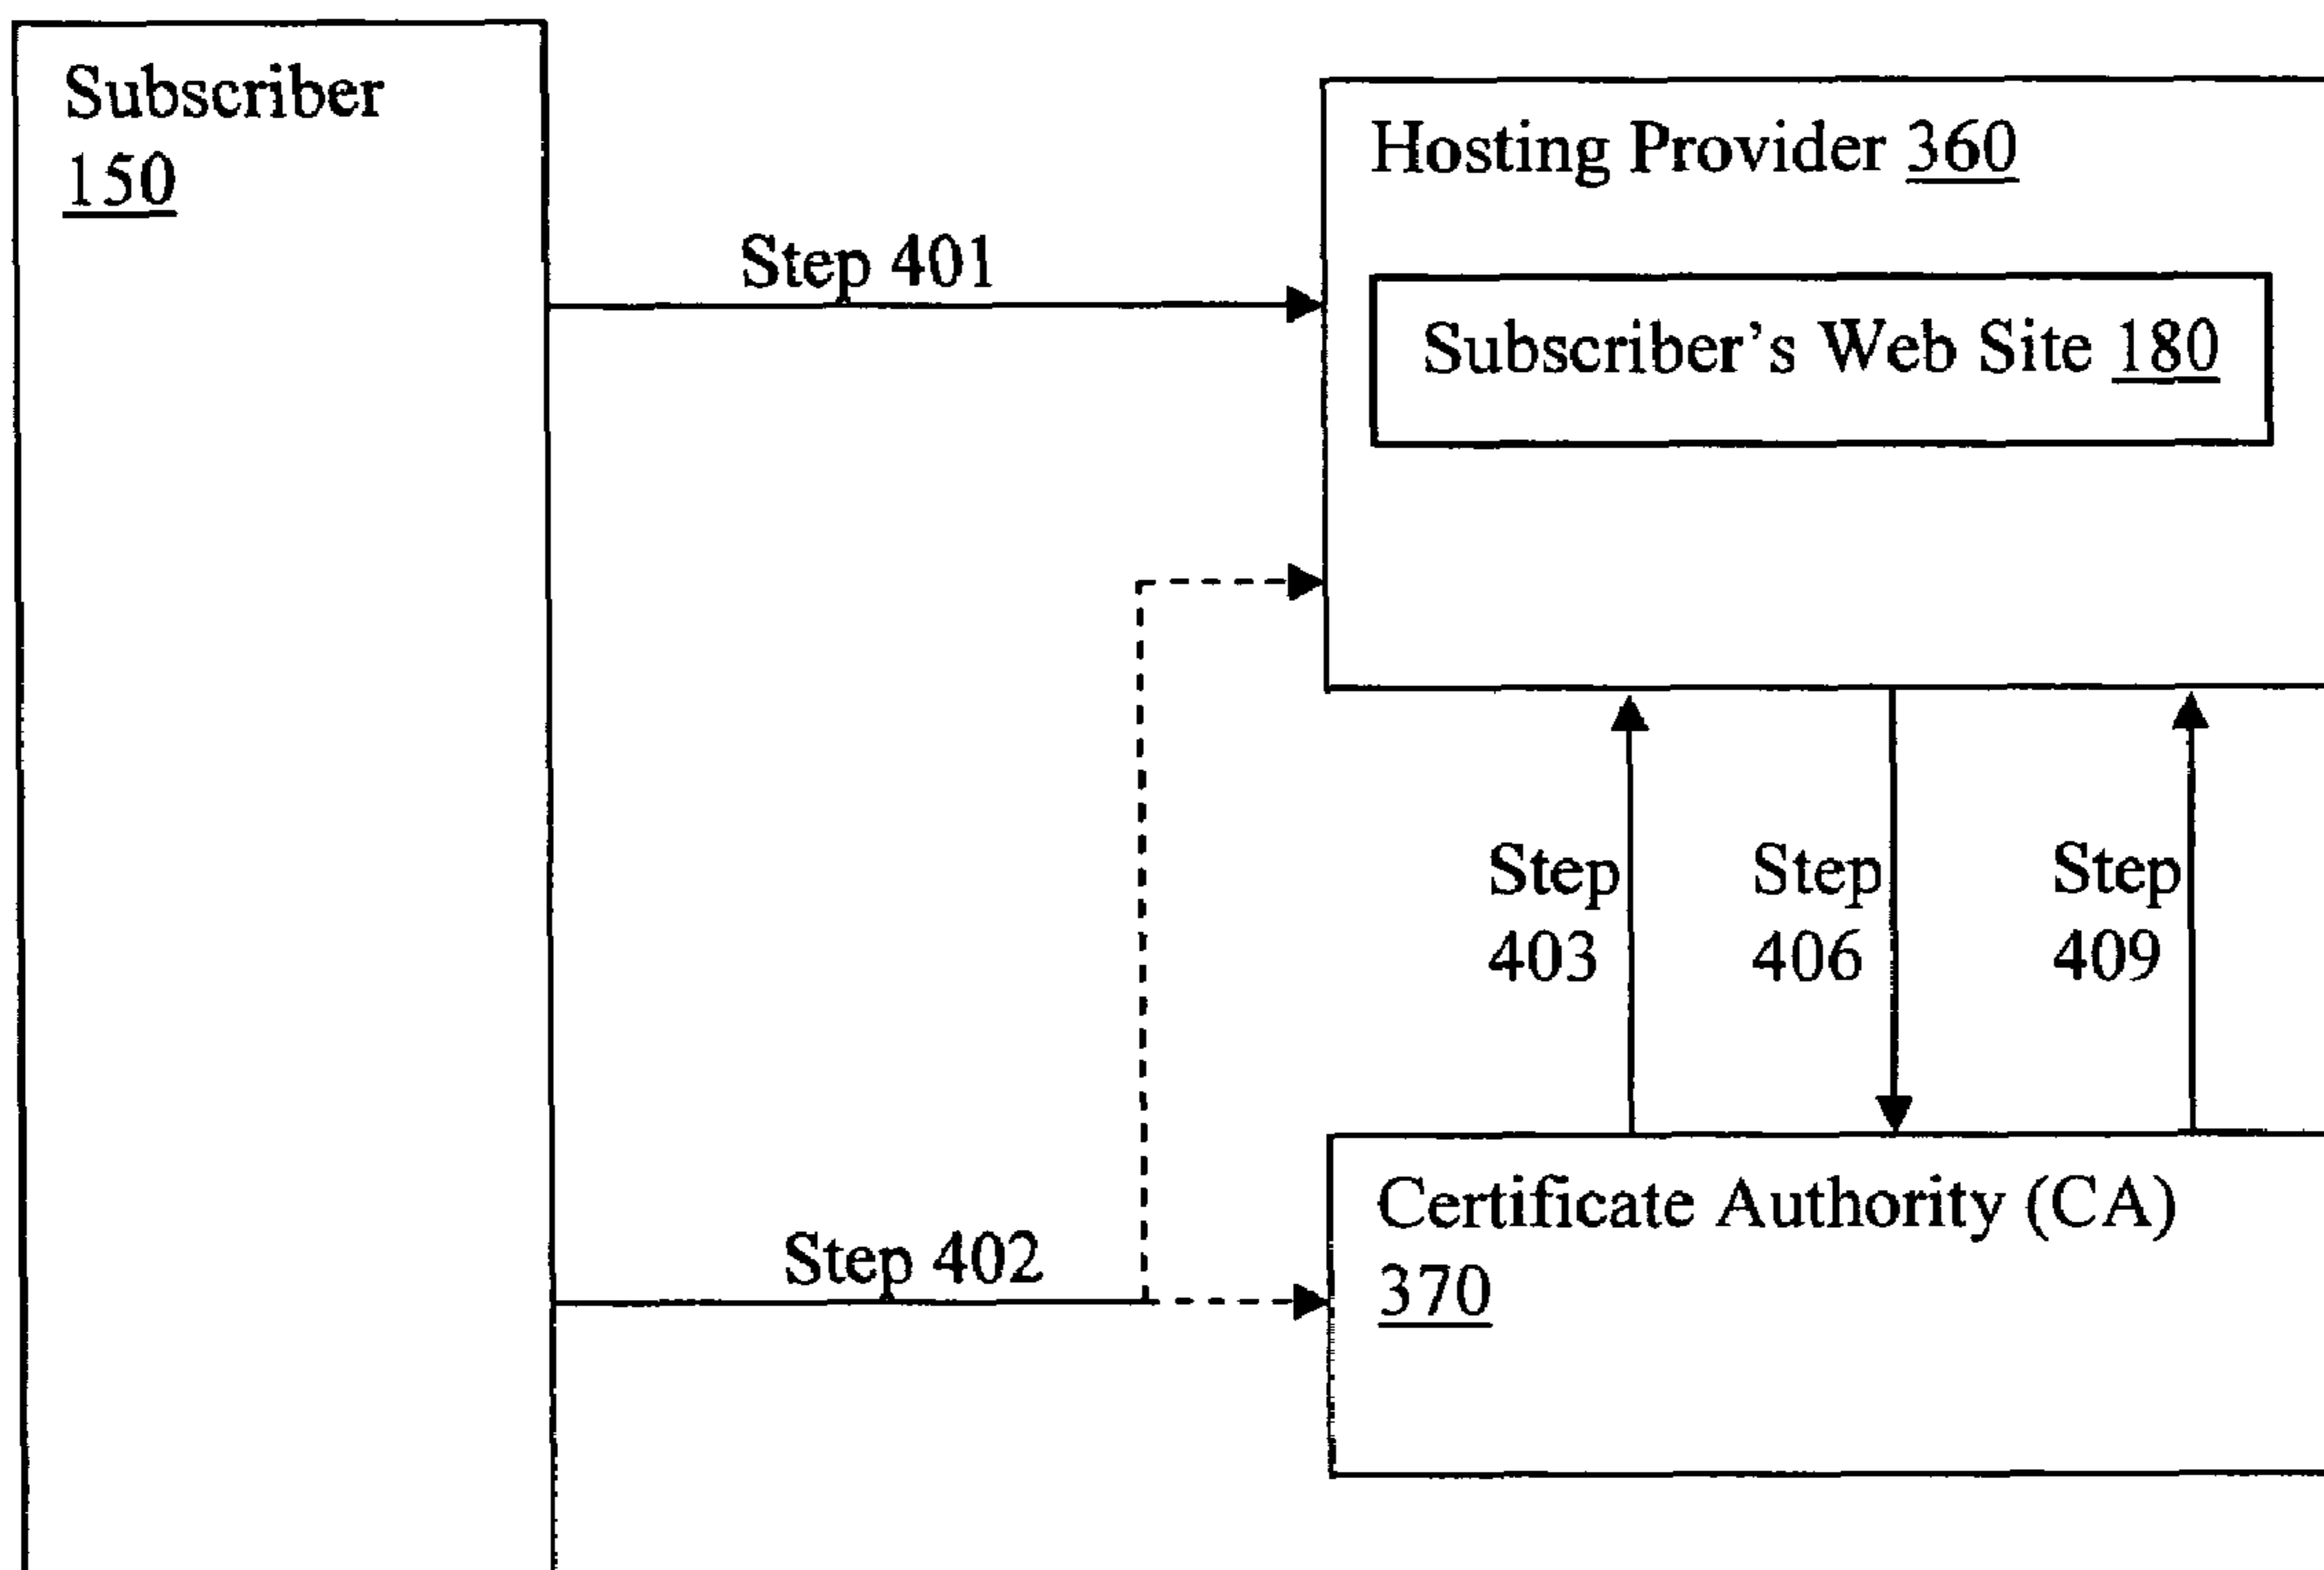 Subscriber
150
Hosting Provider 360
Step 401
Subscriber's Web Site 180
Step
403
Step
406
Step
409
Certificate Authority (CA)
370
Step 402